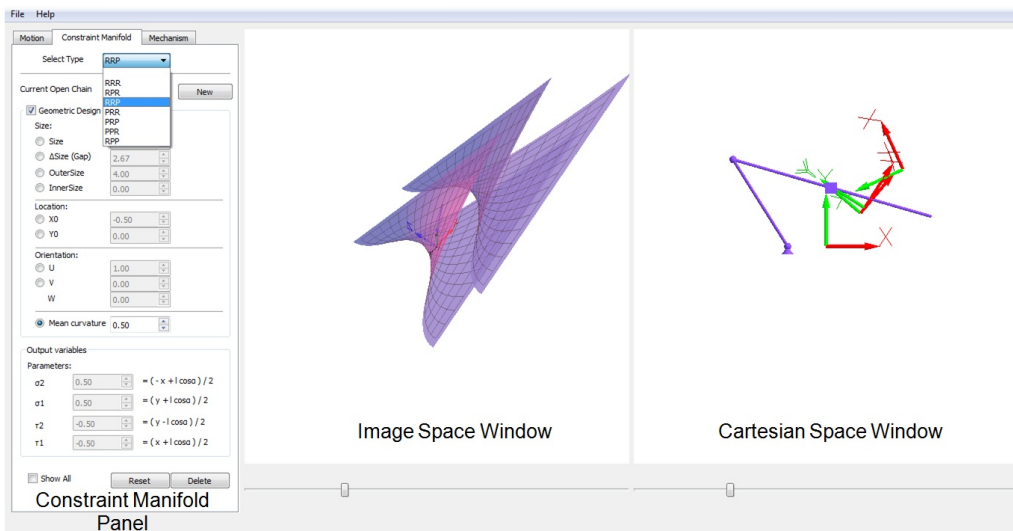 File Help
Motion Constraint Manifold Mechanism
Select Type RRP
RRR
RPR
RRP
PRR
PRP
PPR
RPP
Current Open Chain New
Geometric Design
Size:
Size
ΔSize (Gap) 2.67
OuterSize 4.00
InnerSize 0.00
Location:
X0 -0.50
Y0 0.00
Orientation:
U 1.00
V 0.00
W 0.00
Mean curvature 0.50
Output variables
Parameters:
σ2 0.50 = ( - x + l cosα ) / 2
σ1 0.50 = ( y + l cosα ) / 2
τ2 -0.50 = ( y - l cosα ) / 2
τ1 -0.50 = ( x + l cosα ) / 2
Show All Reset Delete
Constraint Manifold
Panel
Image Space Window
Cartesian Space Window
X
X
X
X
Y
Y
Y